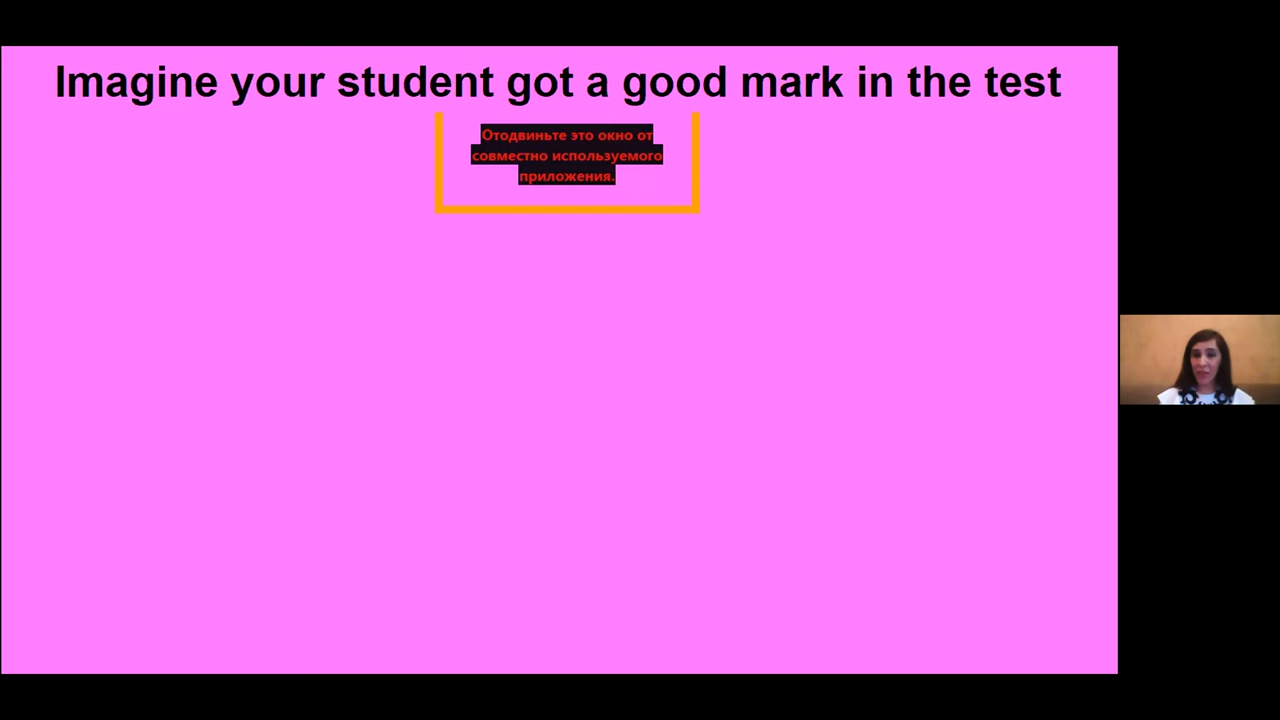 Imagine your student got a good mark in the test
Отодвиньте это окно от
совместно используемого
приложения.